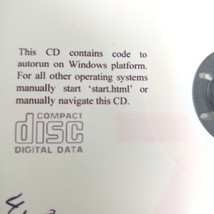 This CD contains code to
autorun on Windows platform.
For all other operating systems
manually start 'start.html' or
manually navigate this CD.
COMPACT
disc
DIGITAL DATA